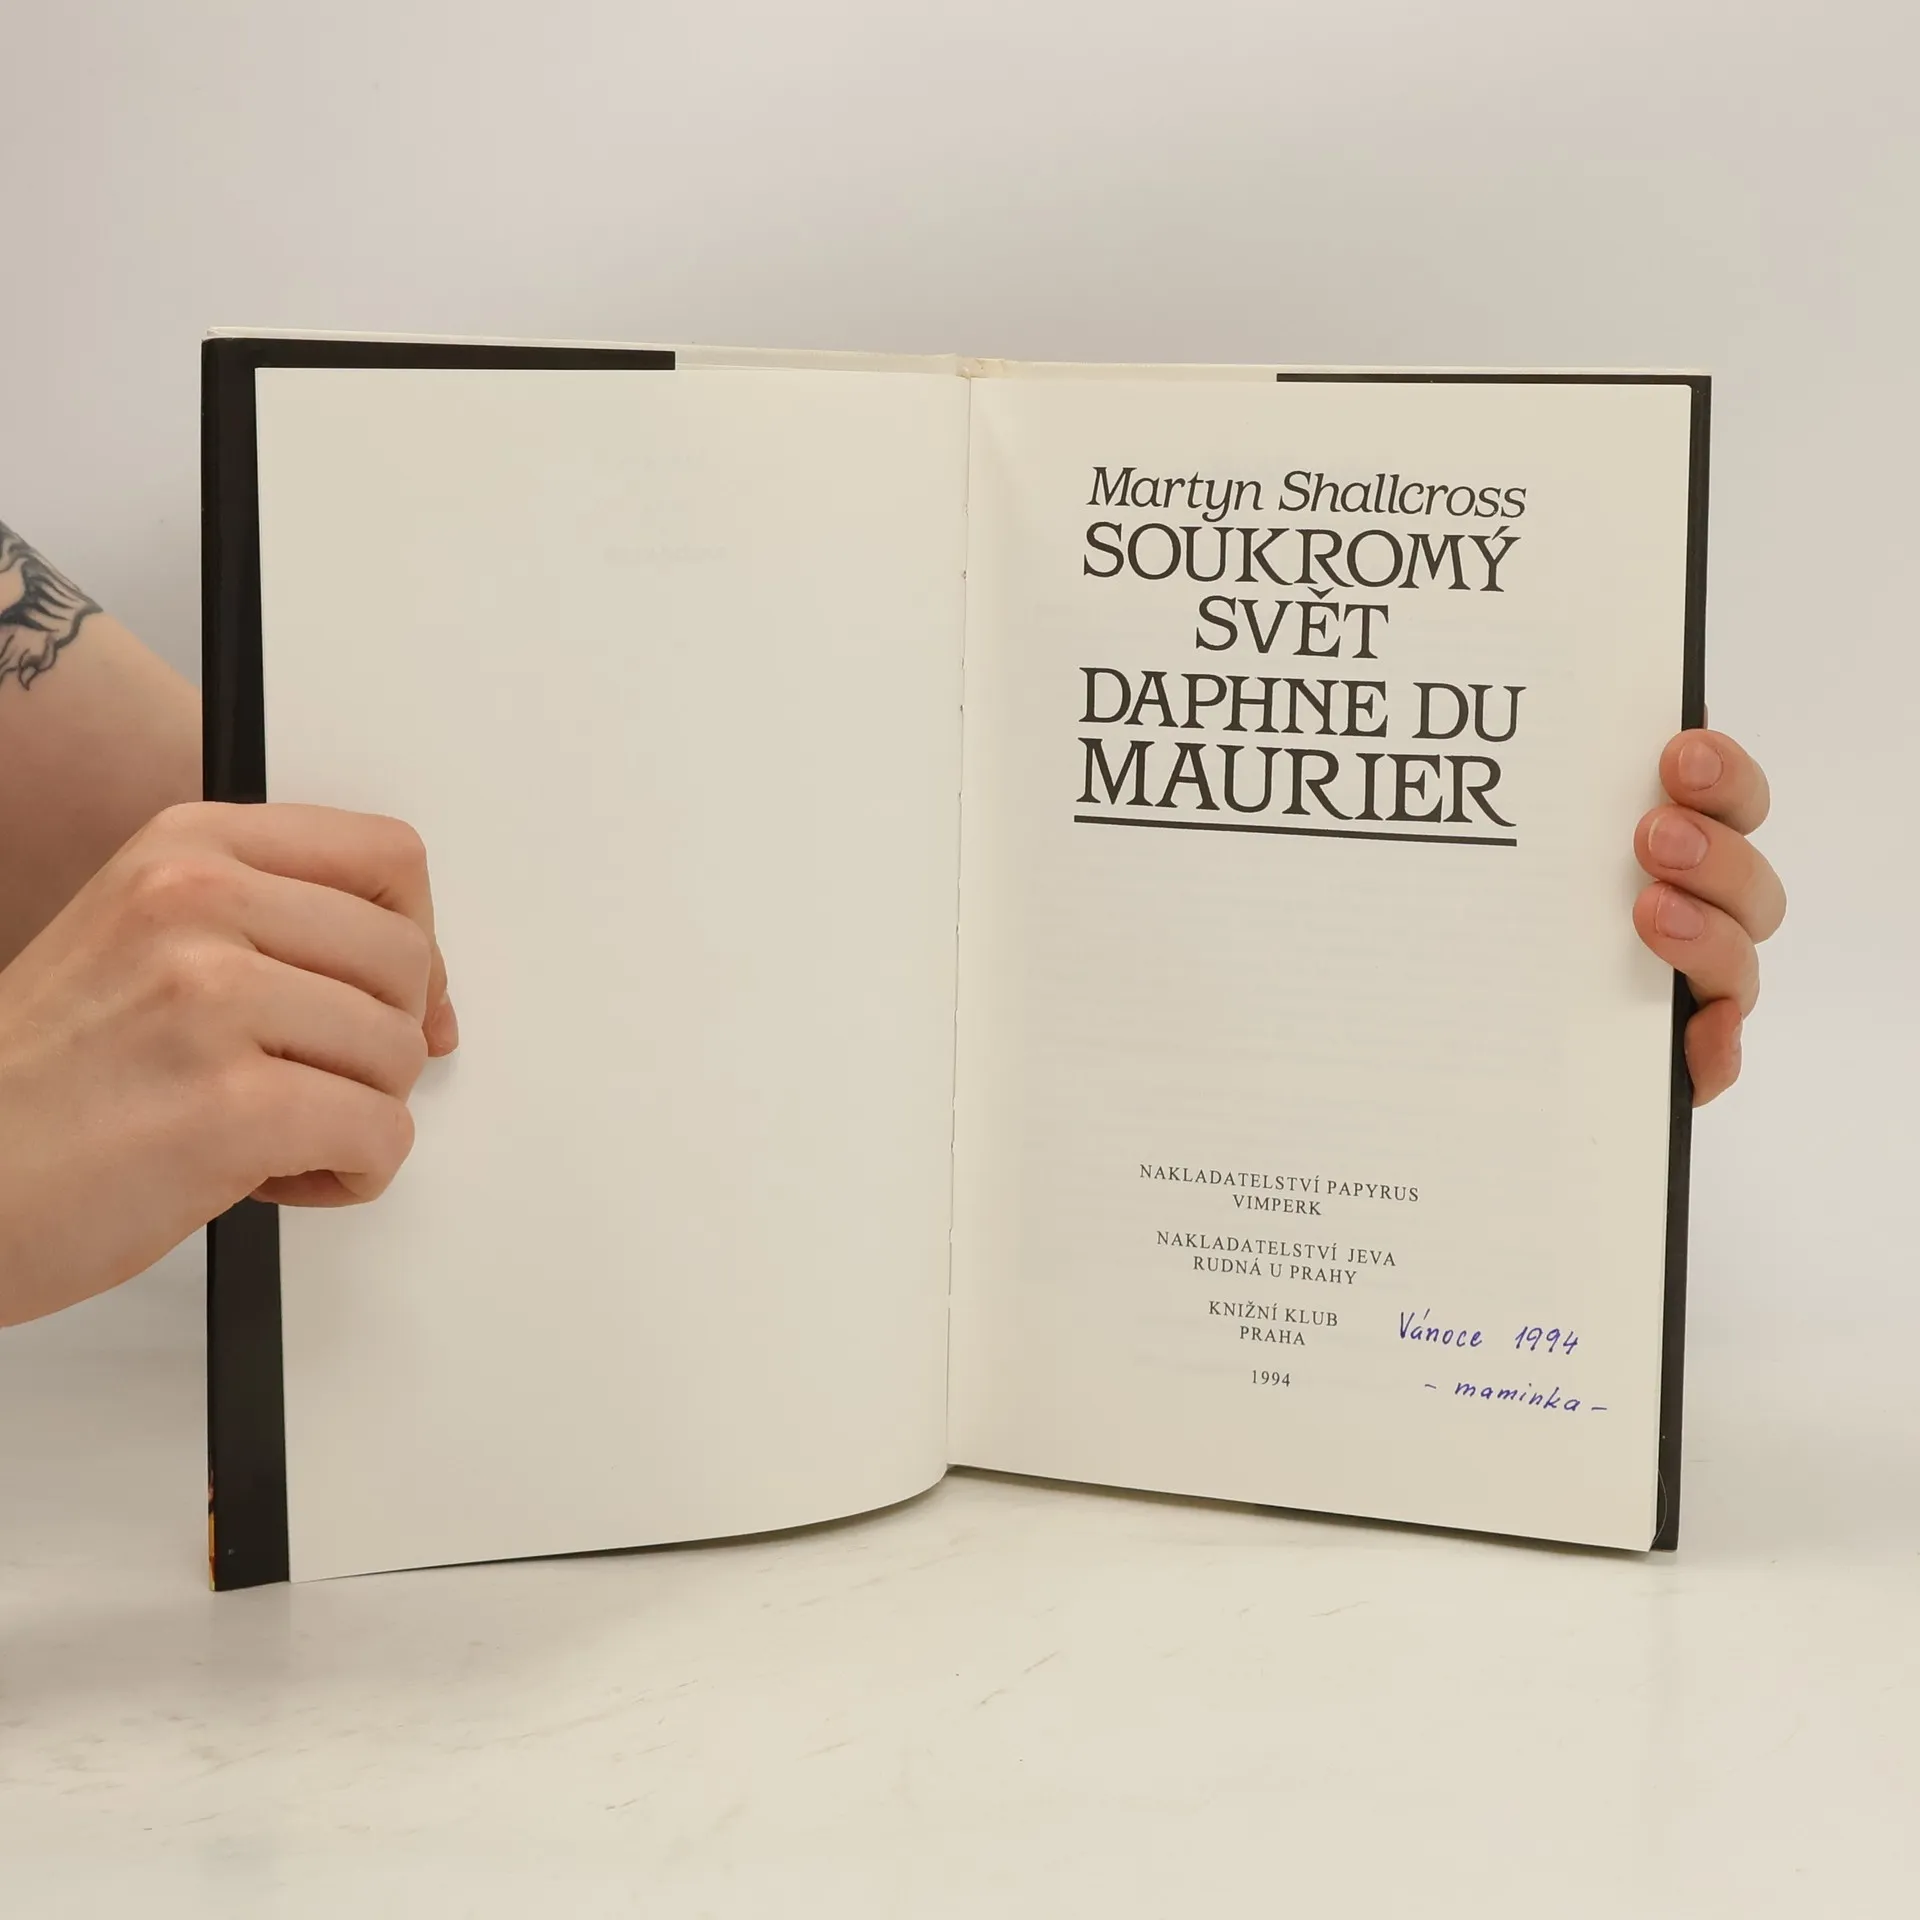 Martyn Shallcross
SOUKROMÝ
SVĚT
DAPHNE DU
MAURIER
NAKLADATELSTVÍ PAPYRUS
VIMPERK
NAKLADATELSTVÍ JEVA
RUDNÁ U PRAHY
KNIŽNÍ KLUB
PRAHA
1994
Vánoce 1994
- maminka -